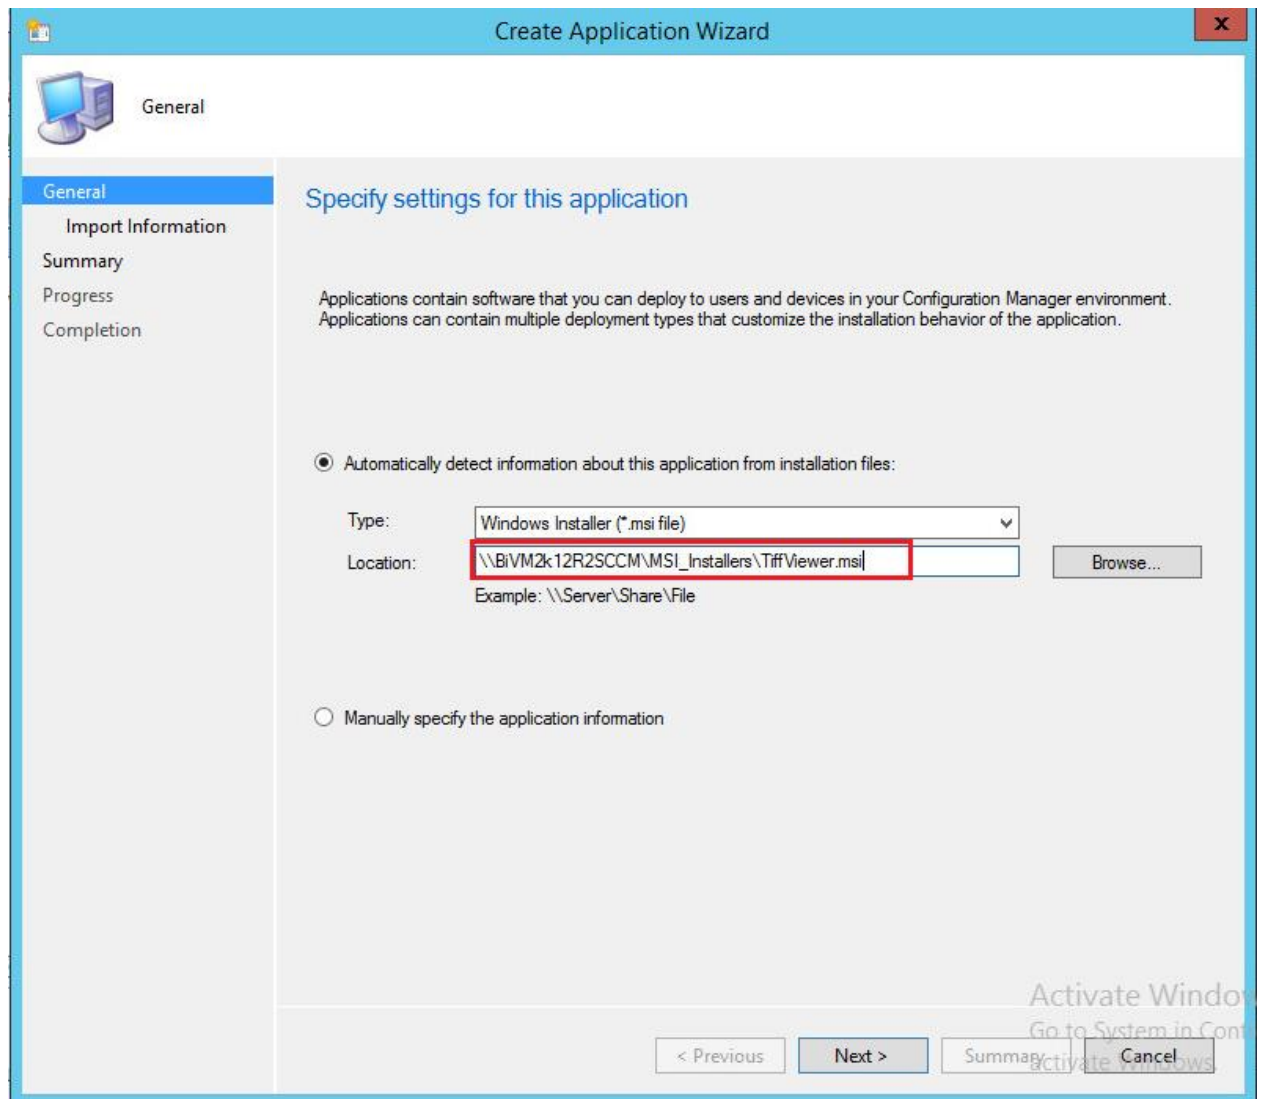 Create Application Wizard
x
General
General
Import Information
Summary
Progress
Completion
Specify settings for this application
Applications contain software that you can deploy to users and devices in your Configuration Manager environment.
Applications can contain multiple deployment types that customize the installation behavior of the application.
Automatically detect information about this application from installation files:
Type: Windows Installer (*.msi file)
Location: \\BiVM2k12R2SCCM\MSI_Installers\TiffViewer.msi Browse...
Example: \\Server\Share\File
Manually specify the application information
Activate Window
Go to System in Cont
activate Windows.
< Previous Next > Summary Cancel